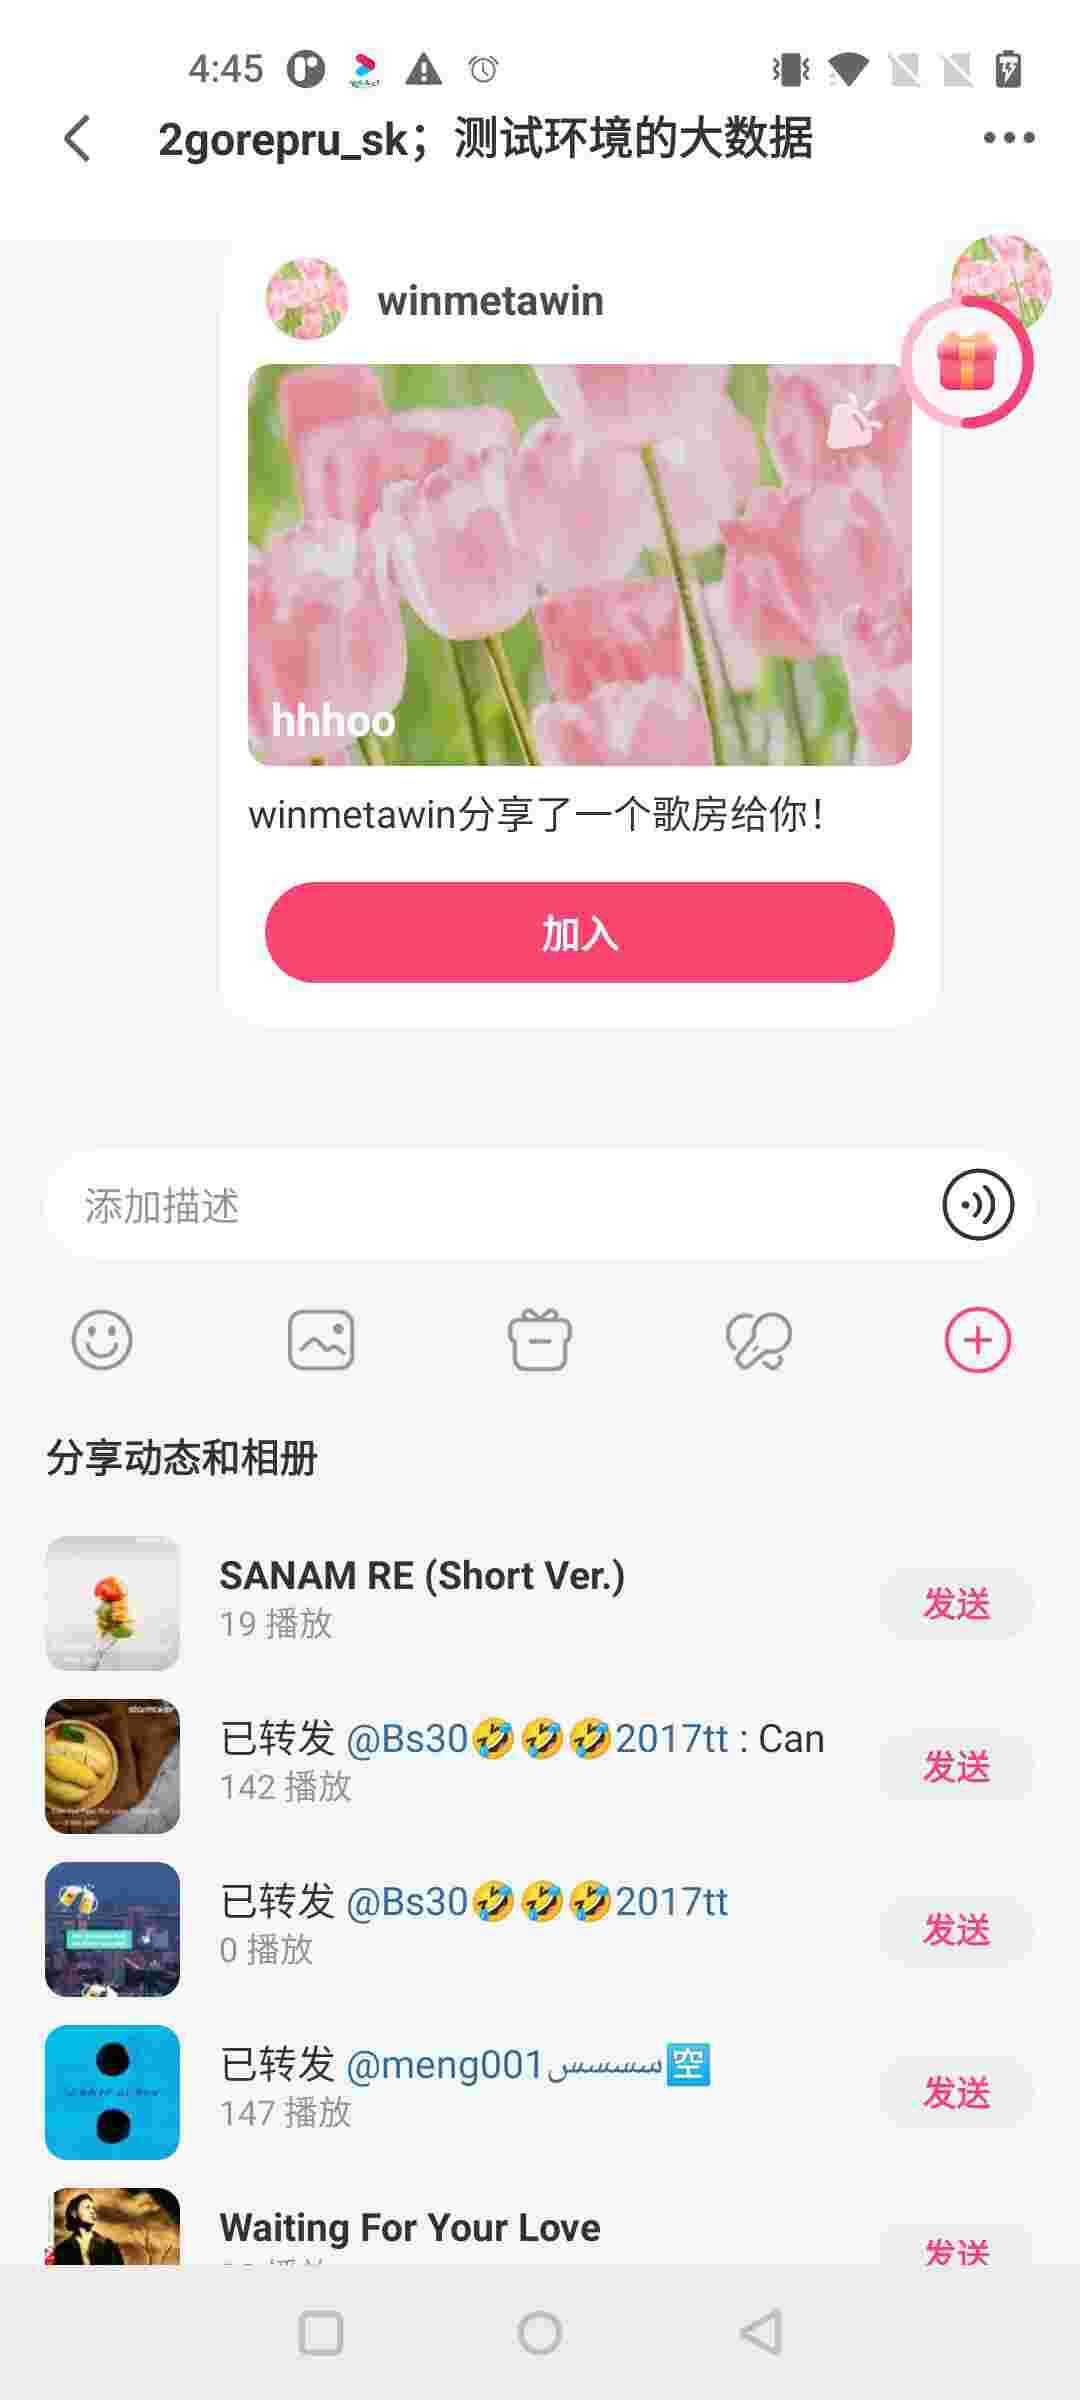 4:45
2gorepru_sk；测试环境的大数据
winmetawin
hhhoo
winmetawin分享了一个歌房给你！
加入
添加描述
分享动态和相册
SANAM RE (Short Ver.)
19 播放
发送
已转发 @Bs30🤣🤣🤣2017tt : Can
142 播放
发送
已转发 @Bs30🤣🤣🤣2017tt
0 播放
发送
已转发 @meng001سسسس🈳
147 播放
发送
Waiting For Your Love
发送